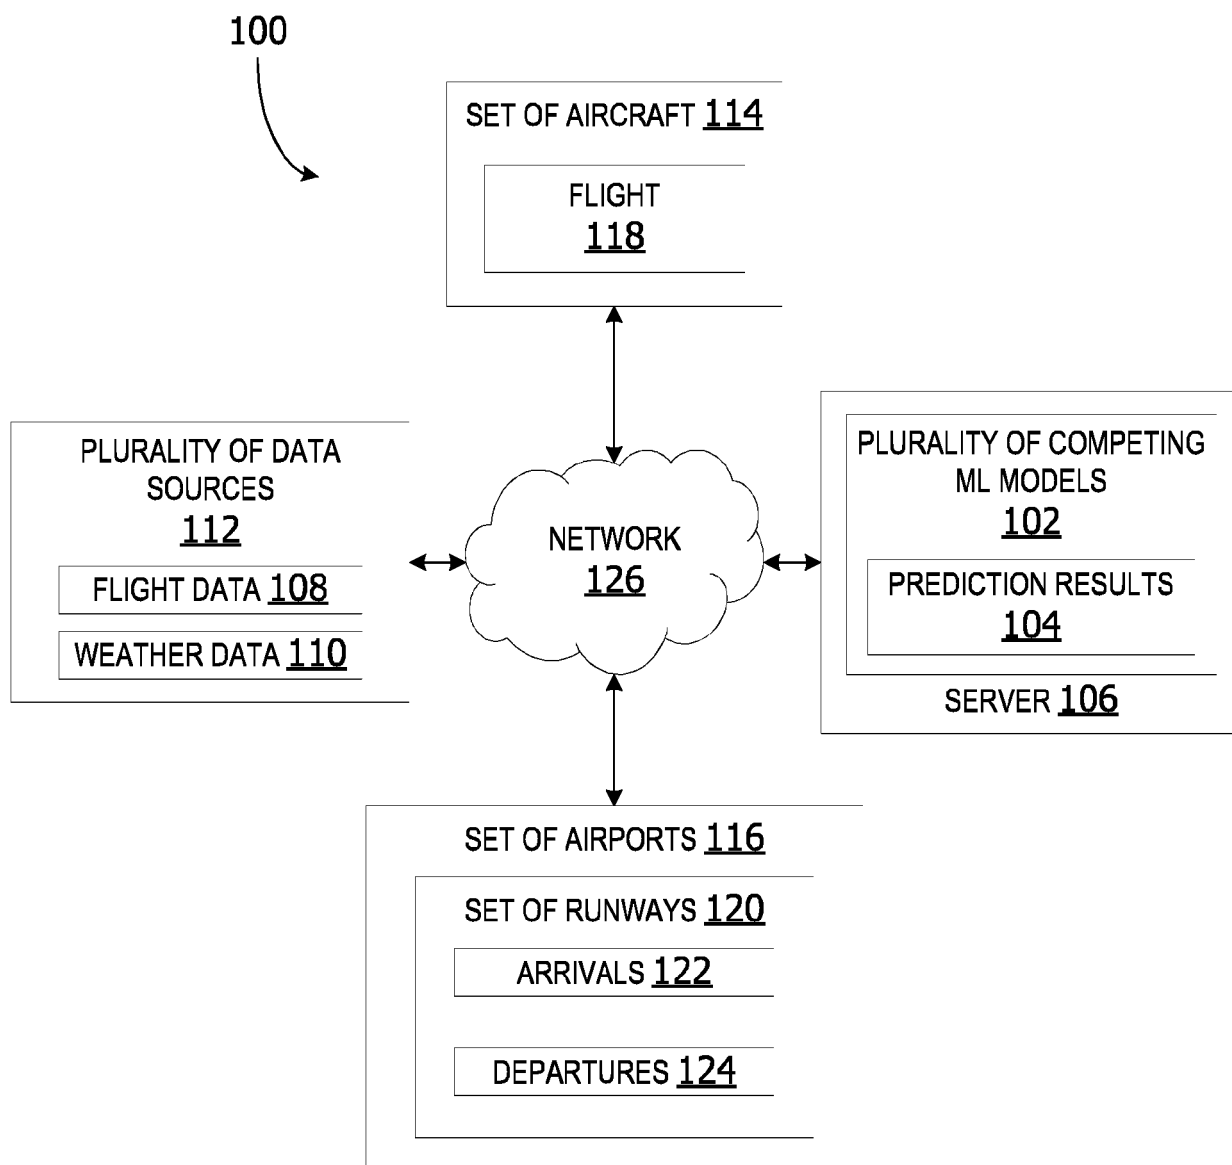 100
SET OF AIRCRAFT 114
FLIGHT
118
PLURALITY OF DATA
SOURCES
112
FLIGHT DATA 108
WEATHER DATA 110
NETWORK
126
PLURALITY OF COMPETING
ML MODELS
102
PREDICTION RESULTS
104
SERVER 106
SET OF AIRPORTS 116
SET OF RUNWAYS 120
ARRIVALS 122
DEPARTURES 124